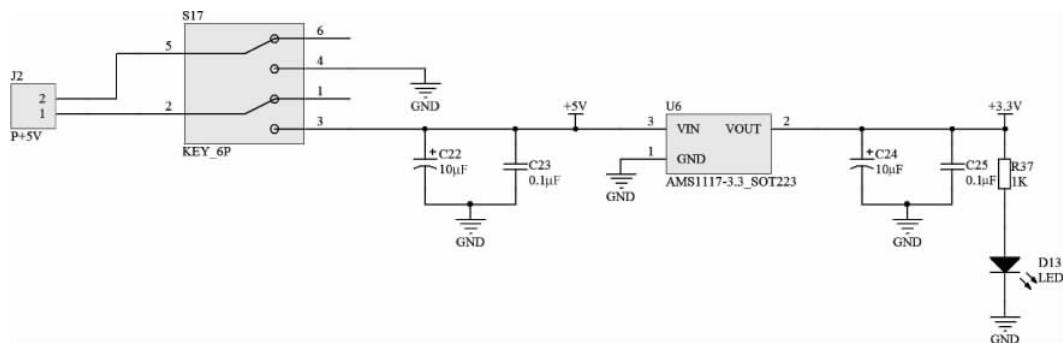 S17
5
6
4
GND
J2
2
1
P+5V
2
1
3
KEY_6P
C22
10μF
C23
0.1μF
GND
+5V
U6
3
VIN
VOUT
2
1
GND
AMS1117-3.3_SOT223
GND
+3.3V
C24
10μF
C25
0.1μF
GND
R37
1K
D13
LED
GND